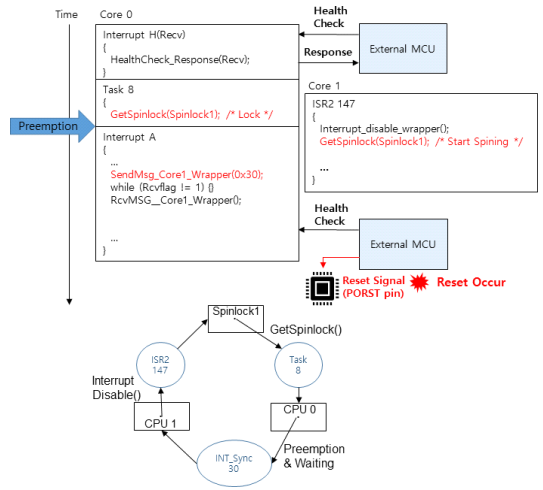 Time
Core 0
Interrupt H(Recv)
{
HealthCheck_Response(Recv);
}
Health
Check
Response
External MCU
Task 8
{
GetSpinlock(Spinlock1); /* Lock */
Preemption
Core 1
ISR2 147
{
Interrupt_disable_wrapper();
GetSpinlock(Spinlock1); /* Start Spining */
...
}
Interrupt A
{
...
SendMsg_Core1_Wrapper(0x30);
while (Rcvflag != 1) {}
RcvMSG__Core1_Wrapper();
...
}
Health
Check
External MCU
Reset Signal
(PORST pin)
Reset Occur
Spinlock1
GetSpinlock()
ISR2
147
Task
8
Interrupt
Disable()
CPU 1
CPU 0
INT_Sync
30
Preemption
& Waiting